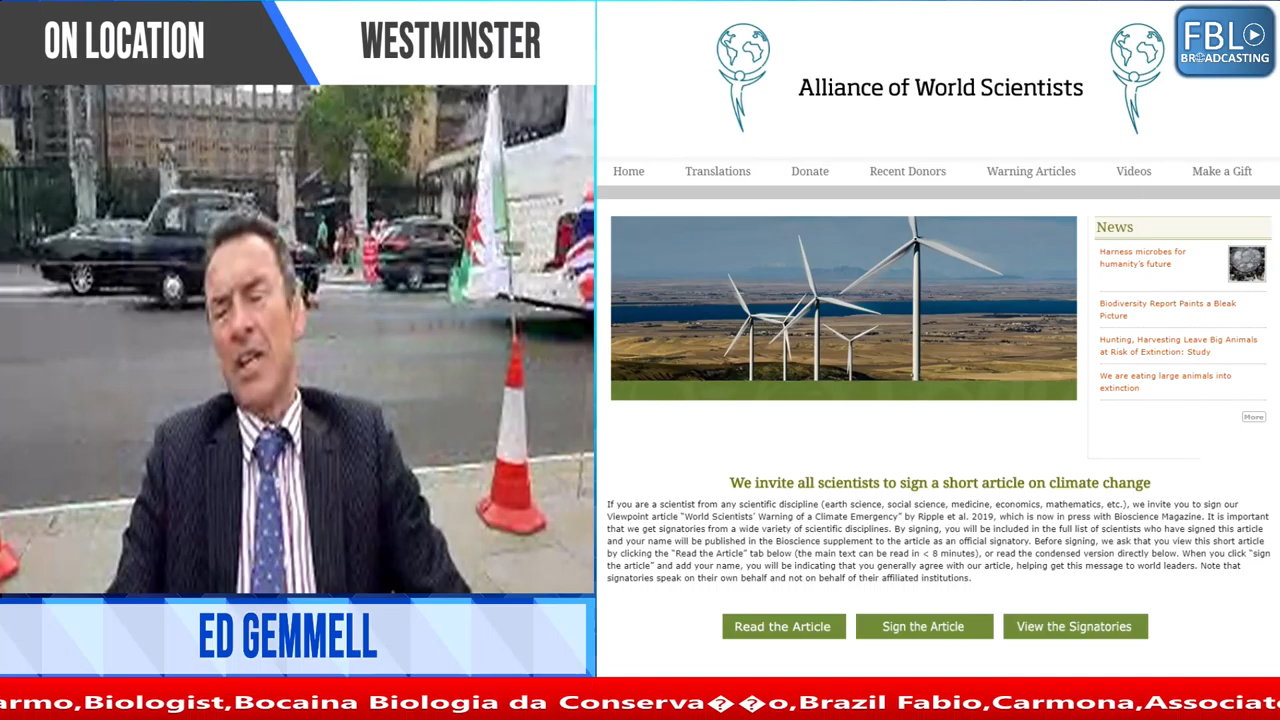 ON LOCATION
WESTMINSTER
FBL
BROADCASTING
Alliance of World Scientists
Home
Translations
Donate
Recent Donors
Warning Articles
Videos
Make a Gift
News
Harness microbes for
humanity's future
Biodiversity Report Paints a Bleak
Picture
Hunting, Harvesting Leave Big Animals
at Risk of Extinction: Study
We are eating large animals into
extinction
More
We invite all scientists to sign a short article on climate change
If you are a scientist from any scientific discipline (earth science, social science, medicine, economics, mathematics, etc.), we invite you to sign our
Viewpoint article "World Scientists' Warning of a Climate Emergency" by Ripple et al. 2019, which is now in press with Bioscience Magazine. It is important
that we get signatories from a wide variety of scientific disciplines. By signing, you will be included in the full list of scientists who have signed this article
and your name will be published in the Bioscience supplement to the article as an official signatory. Before signing, we ask that you view this short article
by clicking the "Read the Article" tab below (the main text can be read in < 8 minutes), or read the condensed version directly below. When you click "sign
the article" and add your name, you will be indicating that you generally agree with our article, helping get this message to world leaders. Note that
signatories speak on their own behalf and not on behalf of their affiliated institutions.
Read the Article
Sign the Article
View the Signatories
ED GEMMELL
armo,Biologist,Bocaina Biologia da Conserva��o,Brazil Fabio,Carmona,Associat